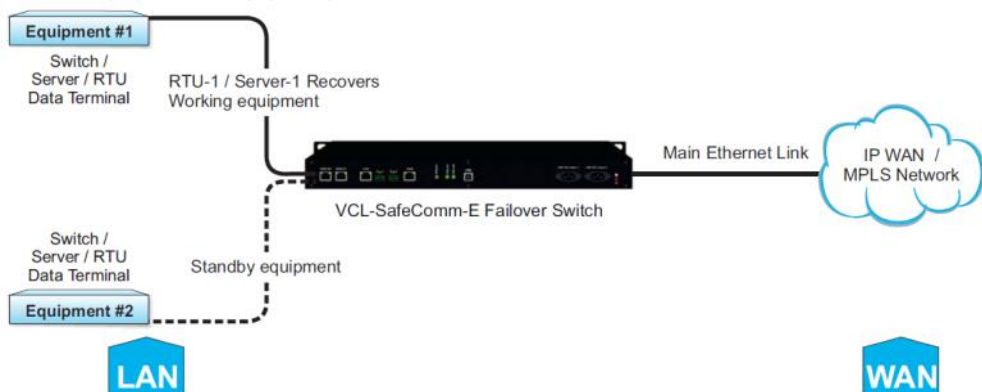 Equipment #1
Switch /
Server / RTU
Data Terminal
RTU-1 / Server-1 Recovers
Working equipment
Main Ethernet Link
IP WAN /
MPLS Network
VCL-SafeComm-E Failover Switch
Switch /
Server / RTU
Data Terminal
Standby equipment
Equipment #2
LAN
WAN